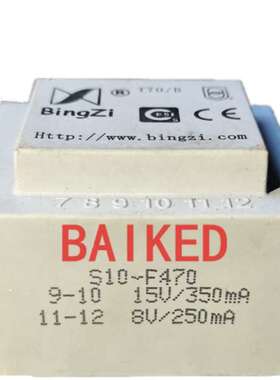 ® T70/B
BingZi
CE
Http://www.bingzi.com
7 8 9 10 11 12
BAIKED
S10~F470
9-10 15V/350mA
11-12 8V/250mA